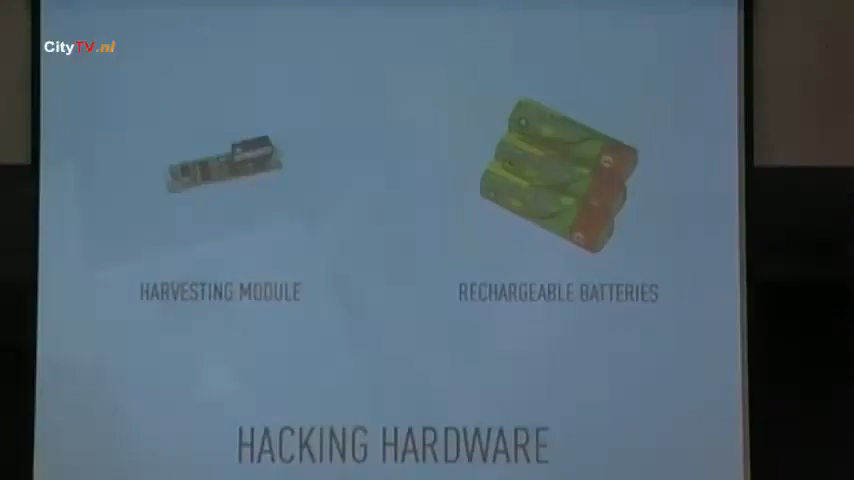 CityTV.nl
HARVESTING MODULE
RECHARGEABLE BATTERIES
HACKING HARDWARE